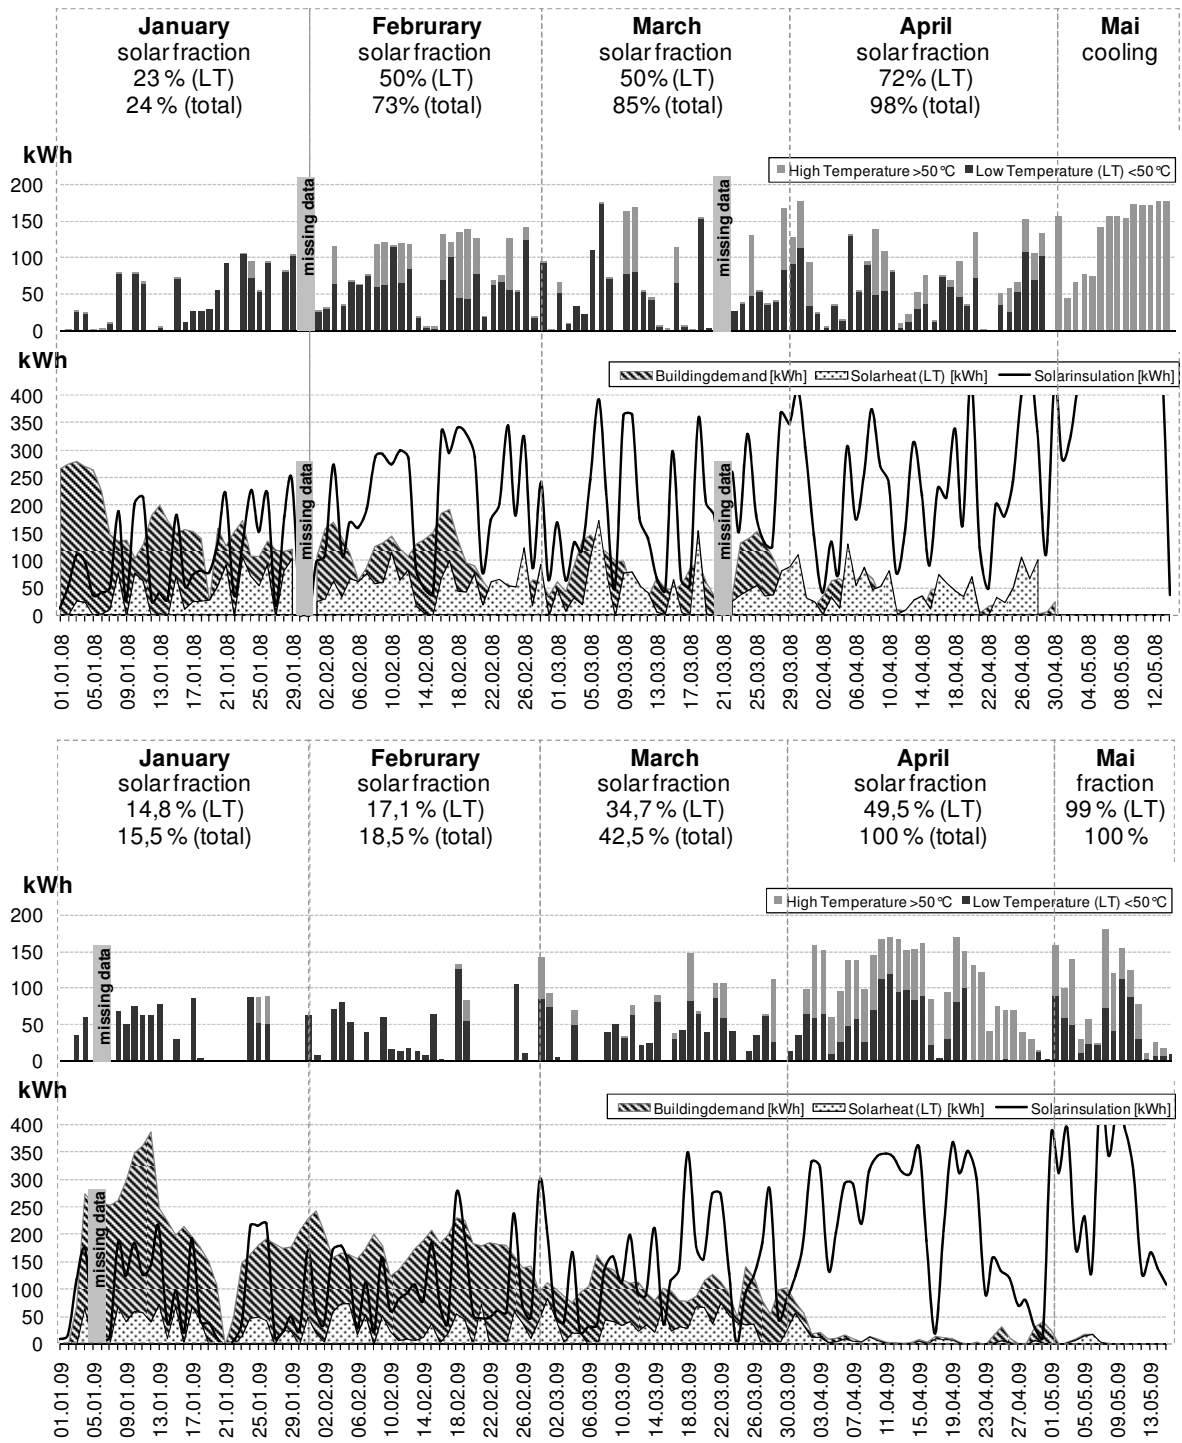 January
solar fraction
23 % (LT)
24 % (total)
Februrary
solar fraction
50% (LT)
73% (total)
March
solar fraction
50% (LT)
85% (total)
April
solar fraction
72% (LT)
98% (total)
Mai
cooling
kWh
High Temperature >50°C Low Temperature (LT) <50°C
200
150
100
50
0
missing data
missing data
kWh
Buildingdemand [kWh] Solarheat (LT) [kWh] Solarinsulation [kWh]
400
350
300
250
200
150
100
50
0
missing data
missing data
01.01.08
05.01.08
09.01.08
13.01.08
17.01.08
21.01.08
25.01.08
29.01.08
02.02.08
06.02.08
10.02.08
14.02.08
18.02.08
22.02.08
26.02.08
01.03.08
05.03.08
09.03.08
13.03.08
17.03.08
21.03.08
25.03.08
29.03.08
02.04.08
06.04.08
10.04.08
14.04.08
18.04.08
22.04.08
26.04.08
30.04.08
04.05.08
08.05.08
12.05.08
January
solar fraction
14,8 % (LT)
15,5 % (total)
Februrary
solar fraction
17,1 % (LT)
18,5 % (total)
March
solar fraction
34,7 % (LT)
42,5 % (total)
April
solar fraction
49,5 % (LT)
100 % (total)
Mai
fraction
99 % (LT)
100 %
kWh
High Temperature >50°C Low Temperature (LT) <50°C
200
150
100
50
0
missing data
kWh
Buildingdemand [kWh] Solarheat (LT) [kWh] Solarinsulation [kWh]
400
350
300
250
200
150
100
50
0
missing data
01.01.09
05.01.09
09.01.09
13.01.09
17.01.09
21.01.09
25.01.09
29.01.09
02.02.09
06.02.09
10.02.09
14.02.09
18.02.09
22.02.09
26.02.09
02.03.09
06.03.09
10.03.09
14.03.09
18.03.09
22.03.09
26.03.09
30.03.09
03.04.09
07.04.09
11.04.09
15.04.09
19.04.09
23.04.09
27.04.09
01.05.09
05.05.09
09.05.09
13.05.09